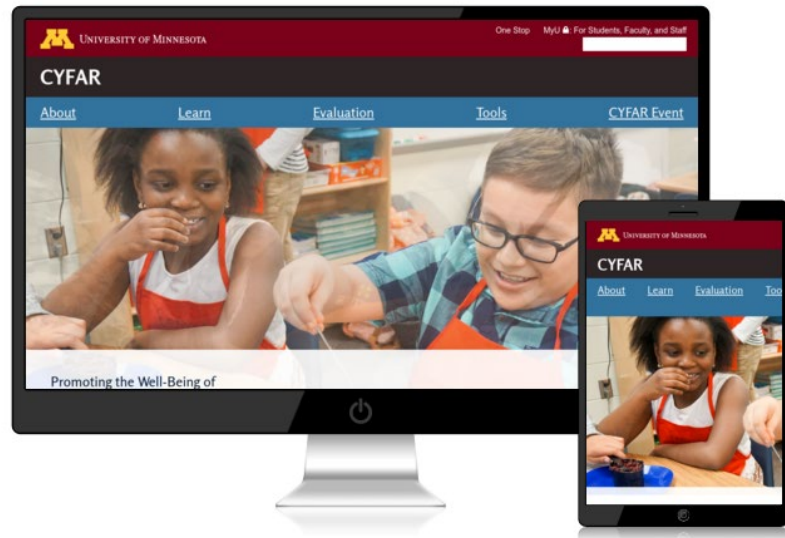 UNIVERSITY OF MINNESOTA
One Stop MyU : For Students, Faculty, and Staff
CYFAR
About Learn Evaluation Tools CYFAR Event
Promoting the Well-Being of
UNIVERSITY OF MINNESOTA
CYFAR
About Learn Evaluation Too